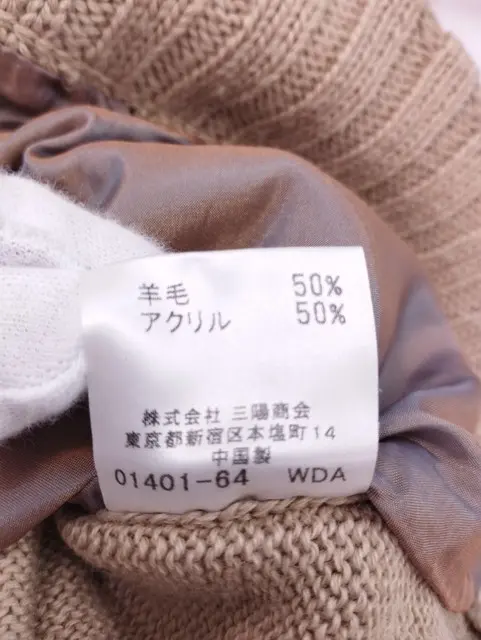 羊毛 50%
アクリル 50%
株式会社 三陽商会
東京都新宿区本塩町14
中国製
01401-64 WDA